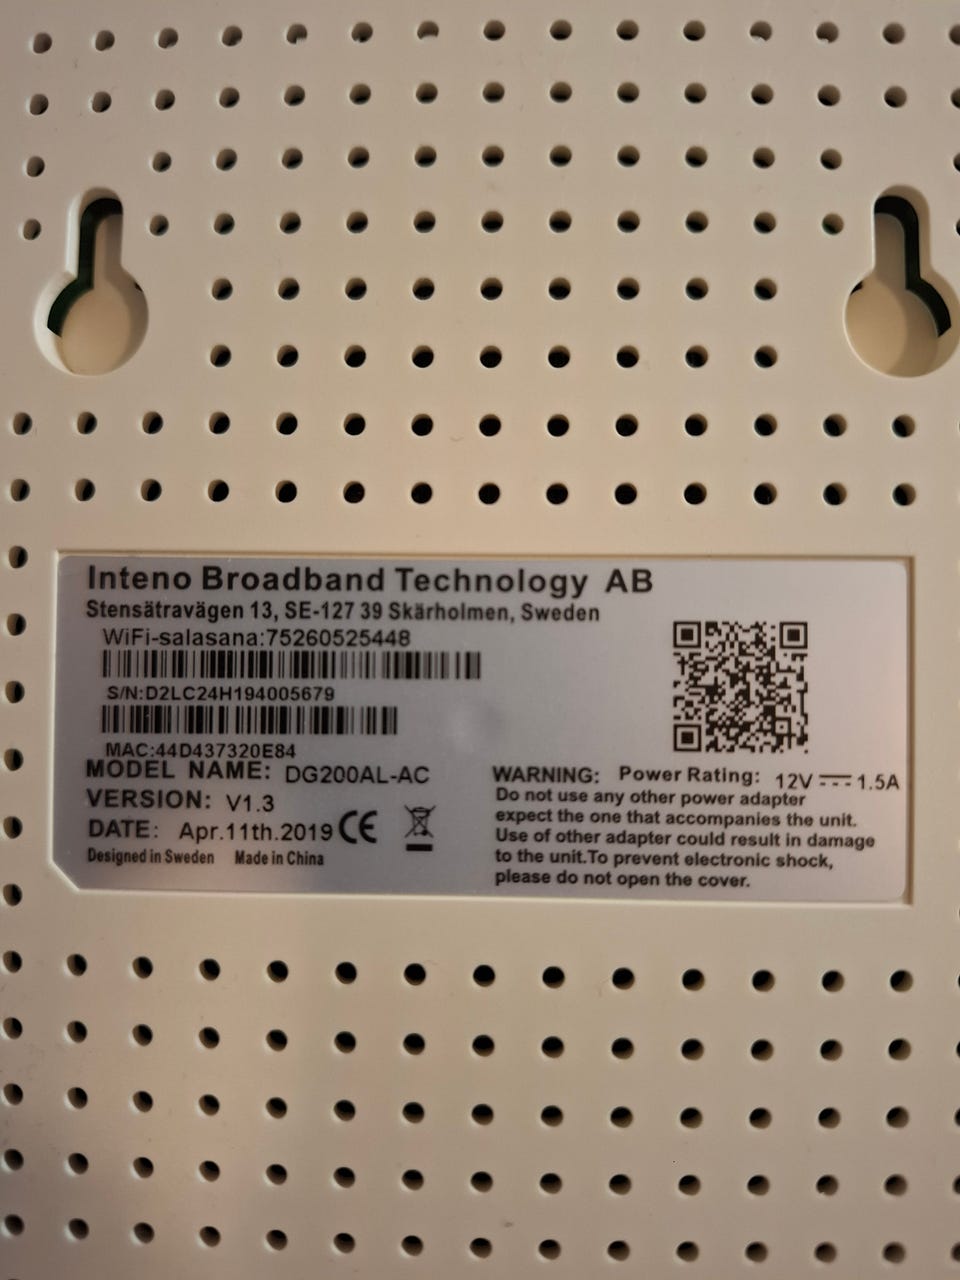 Inteno Broadband Technology AB
Stensätravägen 13, SE-127 39 Skärholmen, Sweden
WiFi-salasana:75260525448
S/N:D2LC24H194005679
MAC:44D437320E84
MODEL NAME: DG200AL-AC
VERSION: V1.3
DATE: Apr.11th.2019 CE
Designed in Sweden Made in China
WARNING: Power Rating: 12V 1.5A
Do not use any other power adapter
expect the one that accompanies the unit.
Use of other adapter could result in damage
to the unit.To prevent electronic shock,
please do not open the cover.